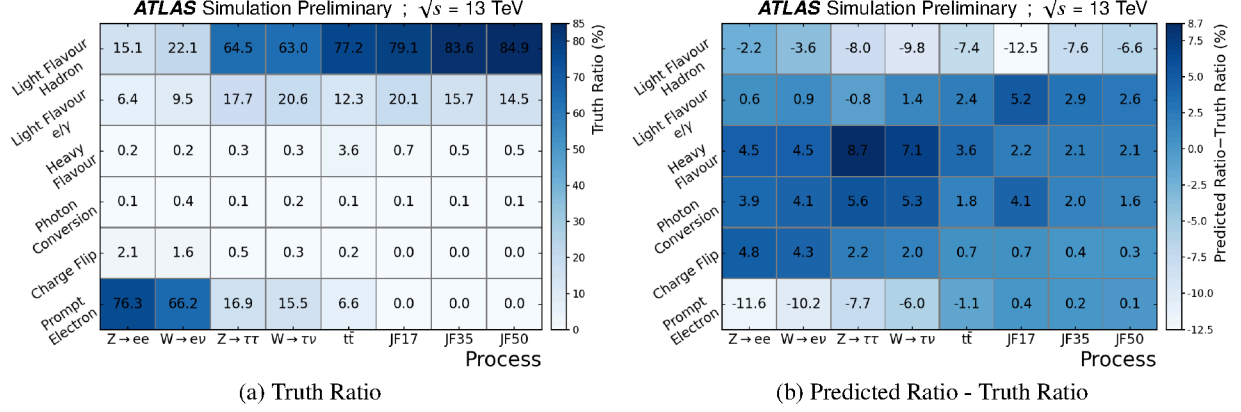 ATLAS Simulation Preliminary ; √s = 13 TeV
Light Flavour Hadron 15.1 22.1 64.5 63.0 77.2 79.1 83.6 84.9
Light Flavour e/γ 6.4 9.5 17.7 20.6 12.3 20.1 15.7 14.5
Heavy Flavour 0.2 0.2 0.3 0.3 3.6 0.7 0.5 0.5
Photon Conversion 0.1 0.4 0.1 0.2 0.1 0.1 0.1 0.1
Charge Flip 2.1 1.6 0.5 0.3 0.2 0.0 0.0 0.0
Prompt Electron 76.3 66.2 16.9 15.5 6.6 0.0 0.0 0.0
Z→ee W→eν Z→ττ W→τν tt̄ JF17 JF35 JF50
Process
85
80
70
60
50
40
30
20
10
0
Truth Ratio (%)
(a) Truth Ratio
ATLAS Simulation Preliminary ; √s = 13 TeV
Light Flavour Hadron -2.2 -3.6 -8.0 -9.8 -7.4 -12.5 -7.6 -6.6
Light Flavour e/γ 0.6 0.9 -0.8 1.4 2.4 5.2 2.9 2.6
Heavy Flavour 4.5 4.5 8.7 7.1 3.6 2.2 2.1 2.1
Photon Conversion 3.9 4.1 5.6 5.3 1.8 4.1 2.0 1.6
Charge Flip 4.8 4.3 2.2 2.0 0.7 0.7 0.4 0.3
Prompt Electron -11.6 -10.2 -7.7 -6.0 -1.1 0.4 0.2 0.1
Z→ee W→eν Z→ττ W→τν tt̄ JF17 JF35 JF50
Process
8.7
7.5
5.0
2.5
0.0
-2.5
-5.0
-7.5
-10.0
-12.5
Predicted Ratio−Truth Ratio (%)
(b) Predicted Ratio - Truth Ratio